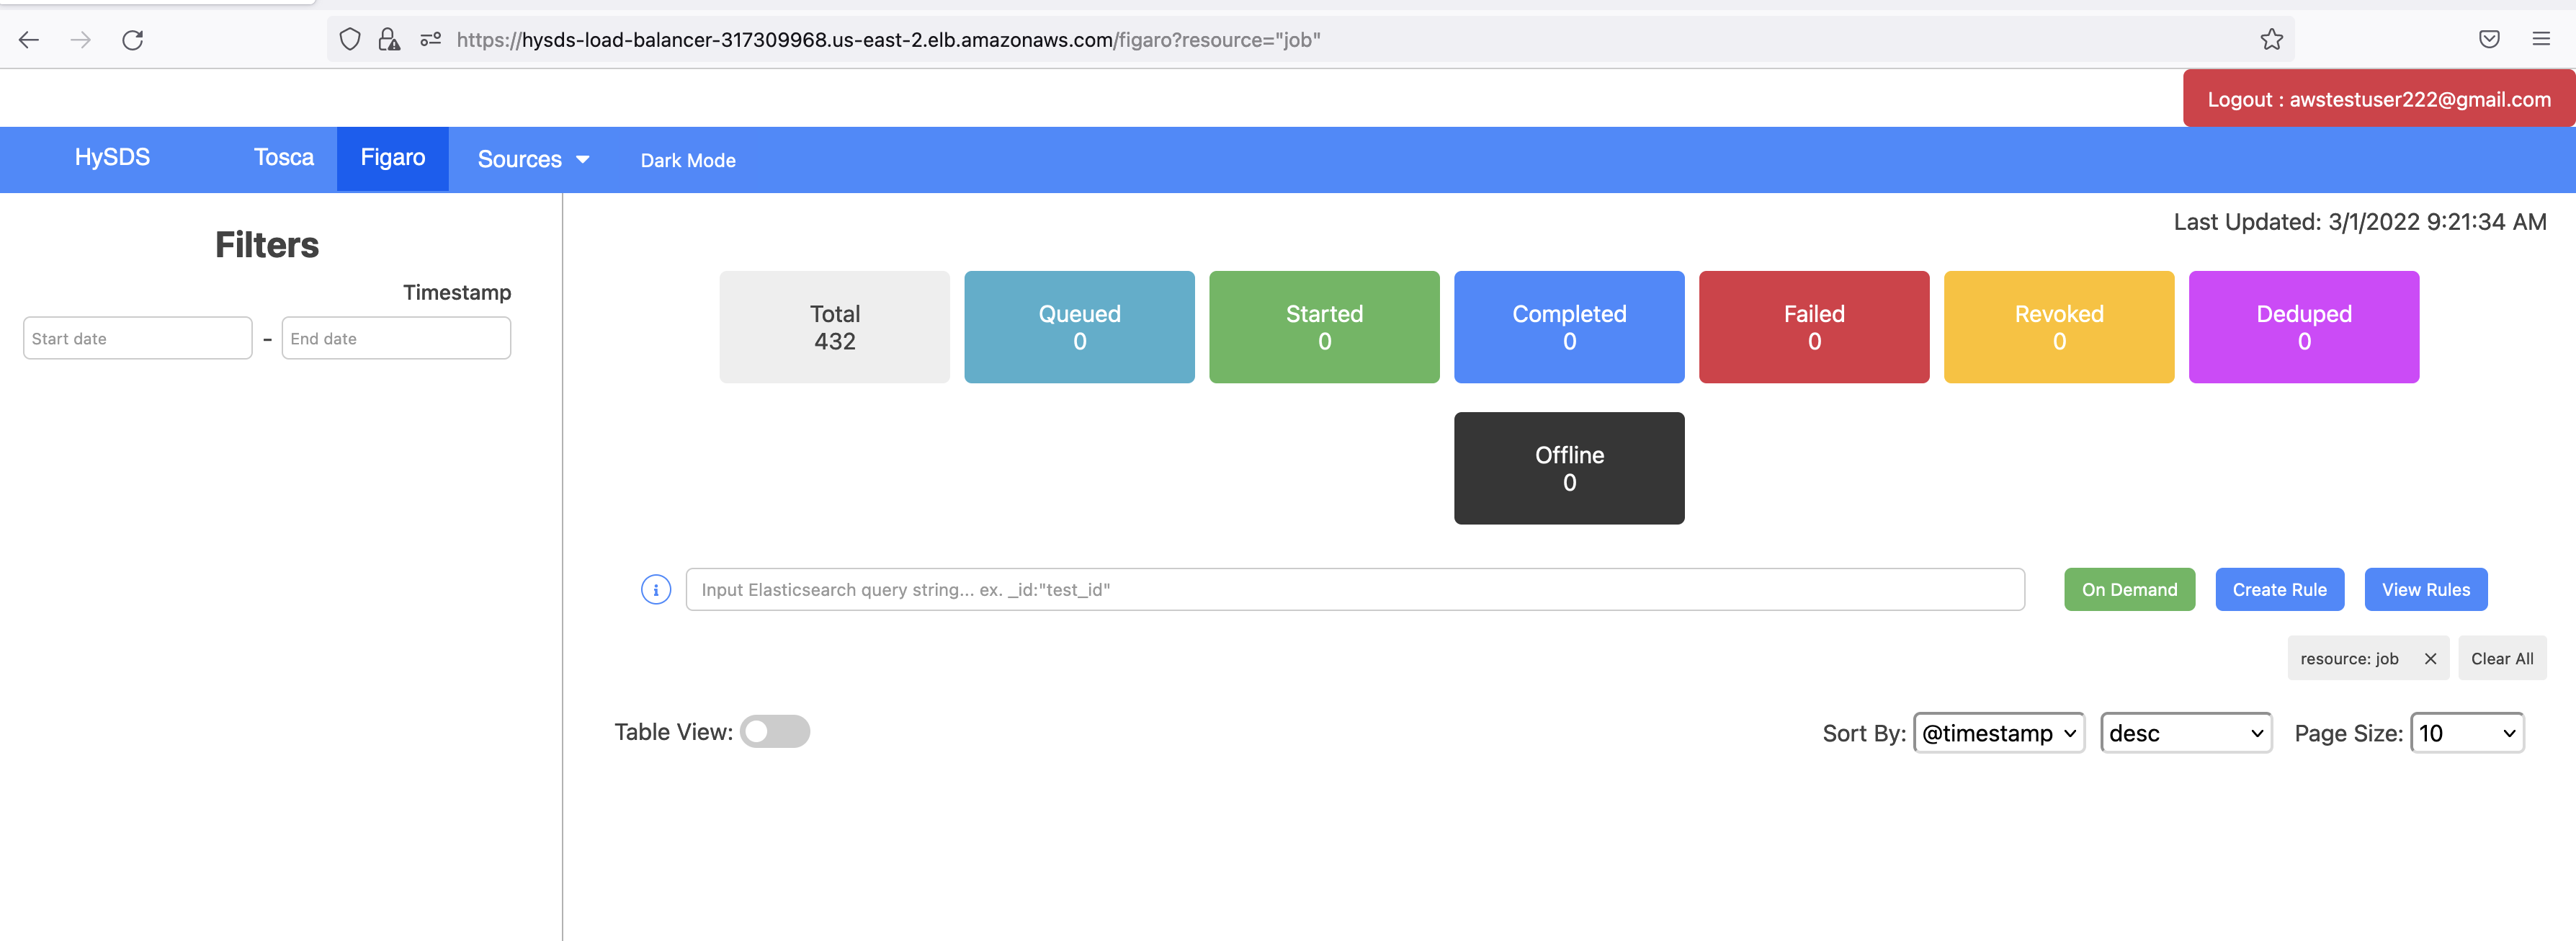 https://hysds-load-balancer-317309968.us-east-2.elb.amazonaws.com/figaro?resource="job"
Logout : awstestuser222@gmail.com
HySDS Tosca Figaro Sources Dark Mode
Last Updated: 3/1/2022 9:21:34 AM
Filters
Timestamp
Start date - End date
Total Queued Started Completed Failed Revoked Deduped
432 0 0 0 0 0 0
Offline
0
Input Elasticsearch query string... ex. _id:"test_id" On Demand Create Rule View Rules
resource: job Clear All
Table View: Sort By: @timestamp desc Page Size: 10